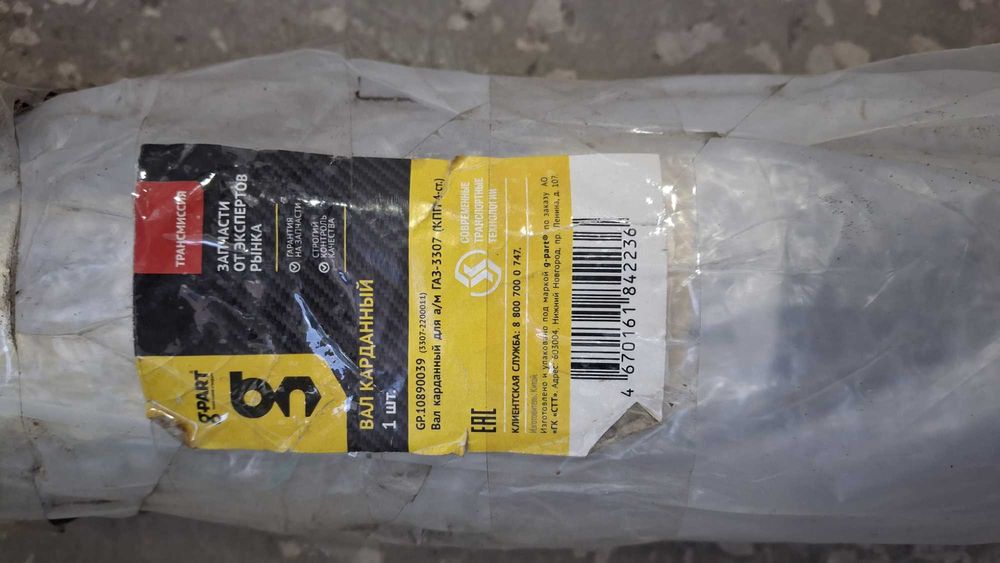 ТРАНСМИССИЯ
ЗАПЧАСТИ
ОТ ЭКСПЕРТОВ
РЫНКА
ГАРАНТИЯ
НА ЗАПЧАСТИ
СТРОГИЙ
КОНТРОЛЬ
КАЧЕСТВА
g-PART
ВАЛ КАРДАННЫЙ
1 шт.
GP.10890039 (3307-2200011)
Вал карданный для а/м ГАЗ-3307 (КПП 4-ст.)
EAC
СОВРЕМЕННЫЕ
ТРАНСПОРТНЫЕ
ТЕХНОЛОГИИ
КЛИЕНТСКАЯ СЛУЖБА: 8 800 700 0 747.
Изготовитель: Китай
Изготовлено и упаковано под маркой g-part® по заказу АО
«ГК «СТТ». Адрес: 603004, Нижний Новгород, пр. Ленина, д. 107.
4 670161 842236